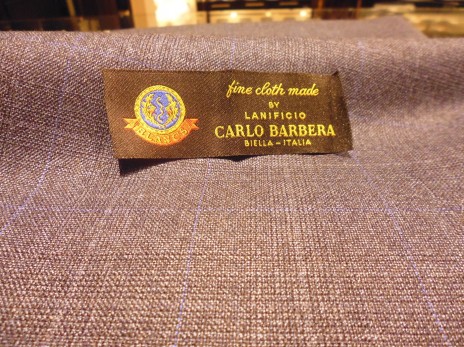 fine cloth made
BY
LANIFICIO
CARLO BARBERA
BIELLA - ITALIA